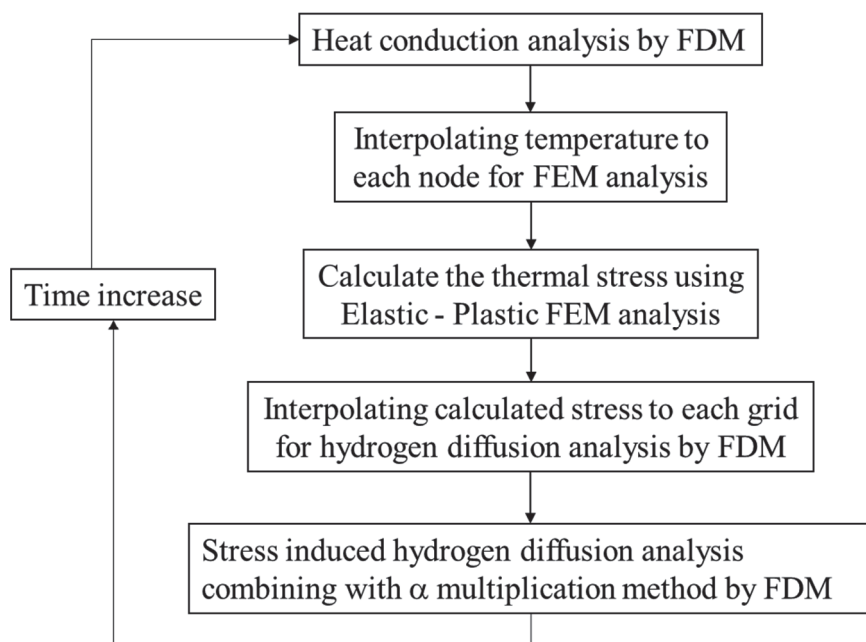 Heat conduction analysis by FDM
Interpolating temperature to
each node for FEM analysis
Calculate the thermal stress using
Elastic - Plastic FEM analysis
Time increase
Interpolating calculated stress to each grid
for hydrogen diffusion analysis by FDM
Stress induced hydrogen diffusion analysis
combining with α multiplication method by FDM